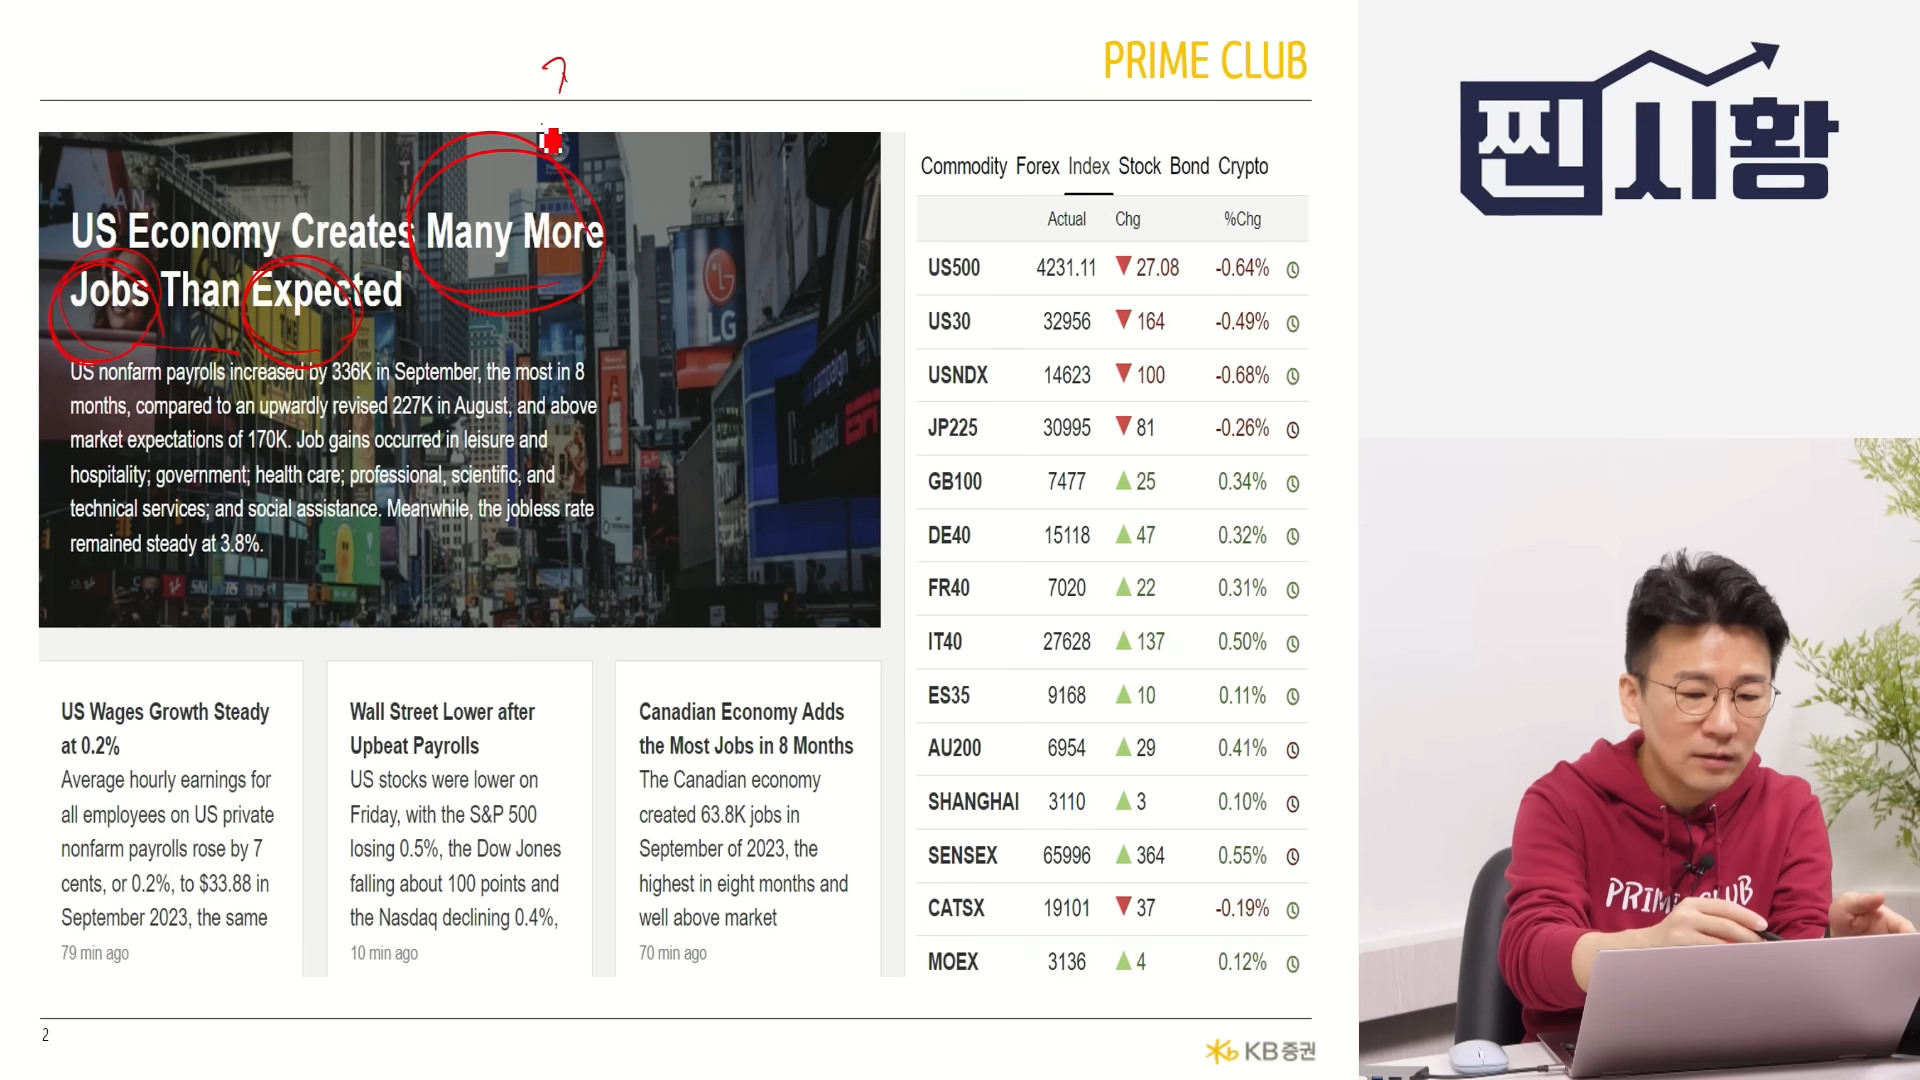 PRIME CLUB
US Economy Creates Many More
Jobs Than Expected
US nonfarm payrolls increased by 336K in September, the most in 8
months, compared to an upwardly revised 227K in August, and above
market expectations of 170K. Job gains occurred in leisure and
hospitality; government; health care; professional, scientific, and
technical services; and social assistance. Meanwhile, the jobless rate
remained steady at 3.8%.
LG
US Wages Growth Steady
at 0.2%
Average hourly earnings for
all employees on US private
nonfarm payrolls rose by 7
cents, or 0.2%, to $33.88 in
September 2023, the same
79 min ago
Wall Street Lower after
Upbeat Payrolls
US stocks were lower on
Friday, with the S&P 500
losing 0.5%, the Dow Jones
falling about 100 points and
the Nasdaq declining 0.4%,
10 min ago
Canadian Economy Adds
the Most Jobs in 8 Months
The Canadian economy
created 63.8K jobs in
September of 2023, the
highest in eight months and
well above market
70 min ago
Commodity Forex Index Stock Bond Crypto
Actual Chg %Chg
US500 4231.11 ▼ 27.08 -0.64%
US30 32956 ▼ 164 -0.49%
USNDX 14623 ▼ 100 -0.68%
JP225 30995 ▼ 81 -0.26%
GB100 7477 ▲ 25 0.34%
DE40 15118 ▲ 47 0.32%
FR40 7020 ▲ 22 0.31%
IT40 27628 ▲ 137 0.50%
ES35 9168 ▲ 10 0.11%
AU200 6954 ▲ 29 0.41%
SHANGHAI 3110 ▲ 3 0.10%
SENSEX 65996 ▲ 364 0.55%
CATSX 19101 ▼ 37 -0.19%
MOEX 3136 ▲ 4 0.12%
2
KB증권
찐시황
PRIME CLUB